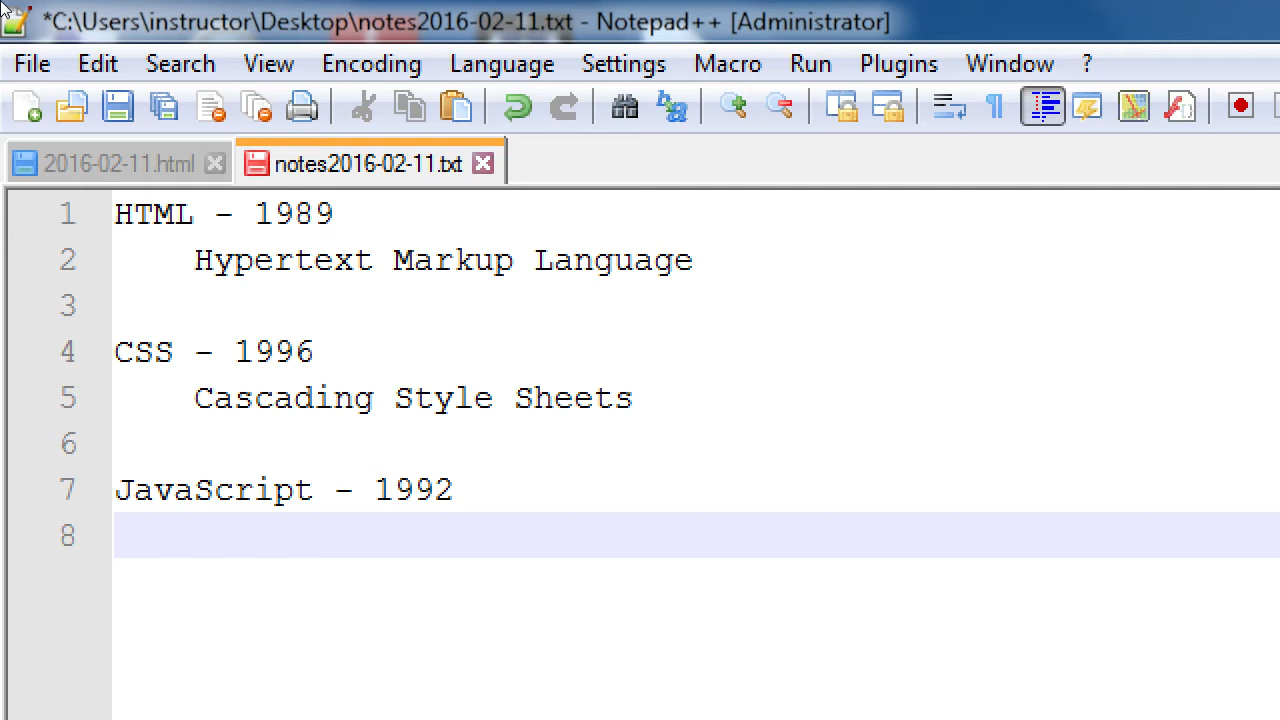 *C:\Users\instructor\Desktop\notes2016-02-11.txt - Notepad++ [Administrator]
File Edit Search View Encoding Language Settings Macro Run Plugins Window ?
2016-02-11.html notes2016-02-11.txt
1 HTML - 1989
2 Hypertext Markup Language
3
4 CSS - 1996
5 Cascading Style Sheets
6
7 JavaScript - 1992
8